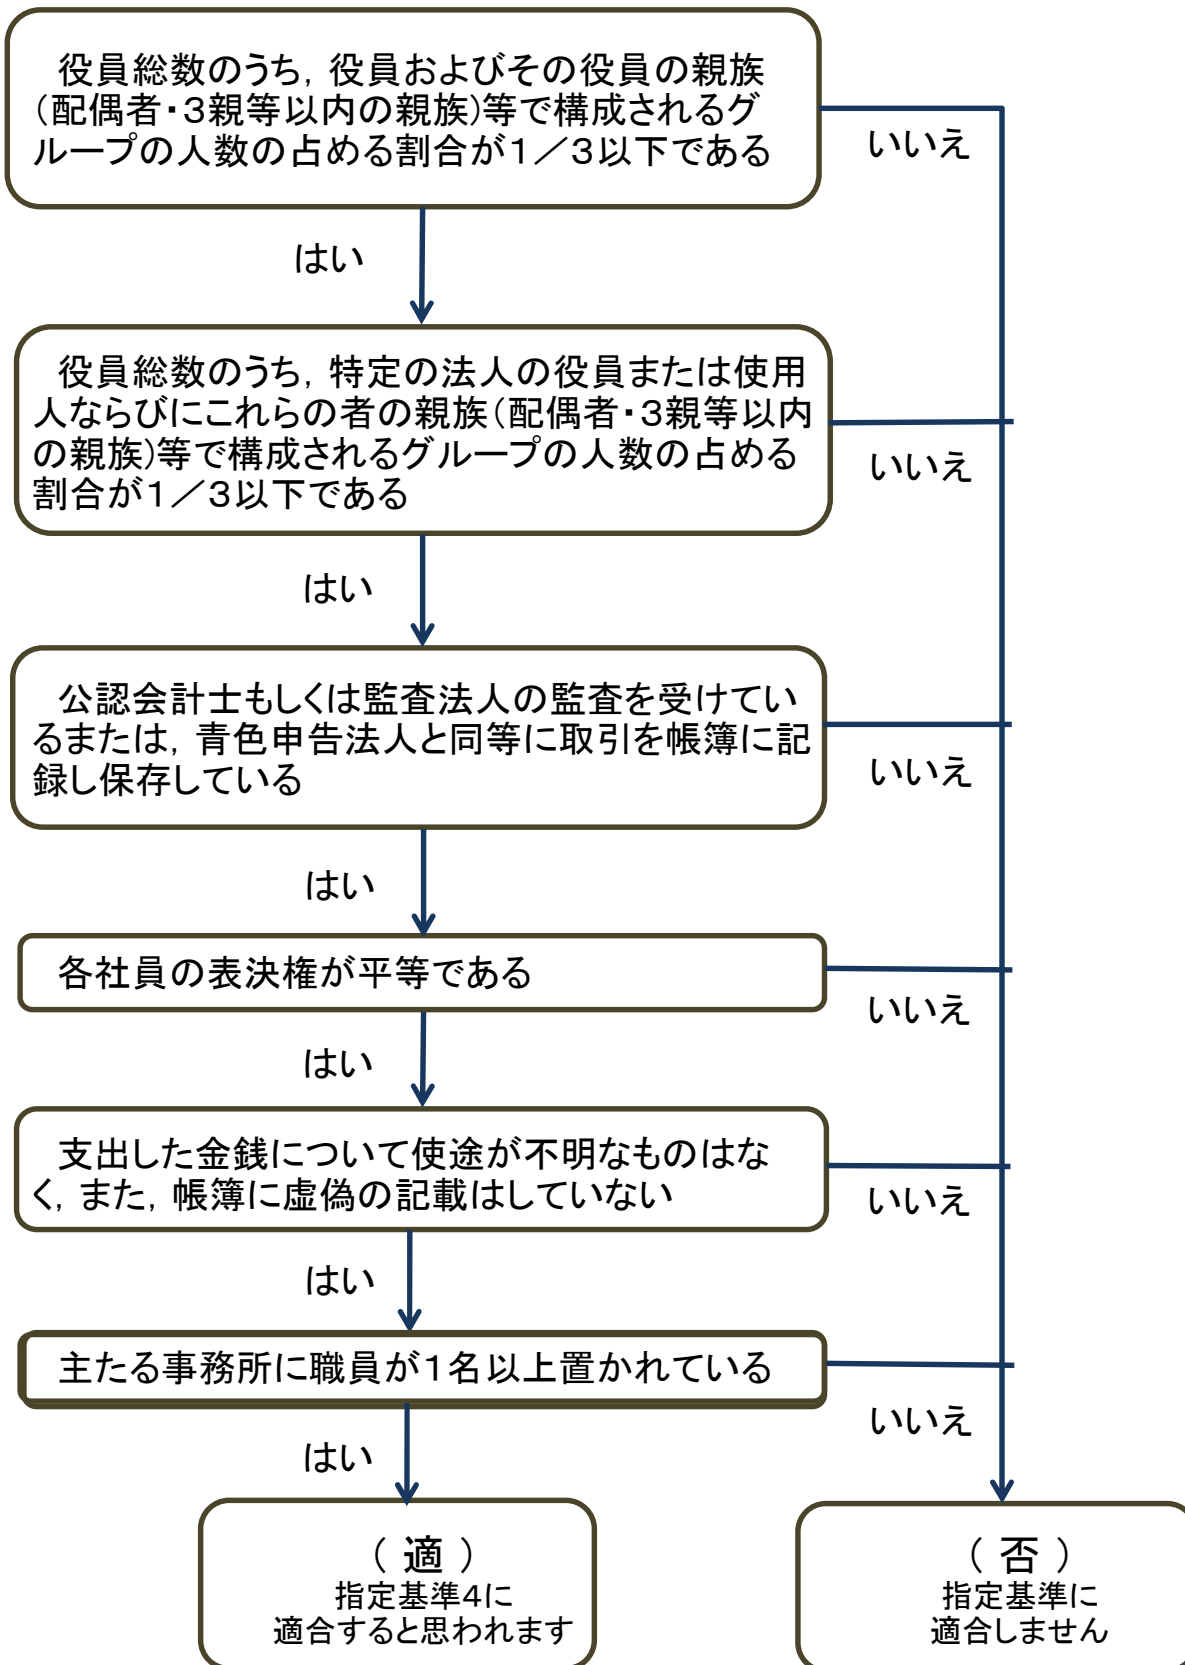 役員総数のうち，役員およびその役員の親族
（配偶者・３親等以内の親族）等で構成されるグ
ループの人数の占める割合が１／３以下である
いいえ
はい
役員総数のうち，特定の法人の役員または使用
人ならびにこれらの者の親族（配偶者・３親等以内
の親族）等で構成されるグループの人数の占める
割合が１／３以下である
いいえ
はい
公認会計士もしくは監査法人の監査を受けてい
るまたは，青色申告法人と同等に取引を帳簿に記
録し保存している
いいえ
はい
各社員の表決権が平等である
いいえ
はい
支出した金銭について使途が不明なものはな
く，また，帳簿に虚偽の記載はしていない
いいえ
はい
主たる事務所に職員が１名以上置かれている
いいえ
はい
（ 適 ）
指定基準４に
適合すると思われます
（ 否 ）
指定基準に
適合しません